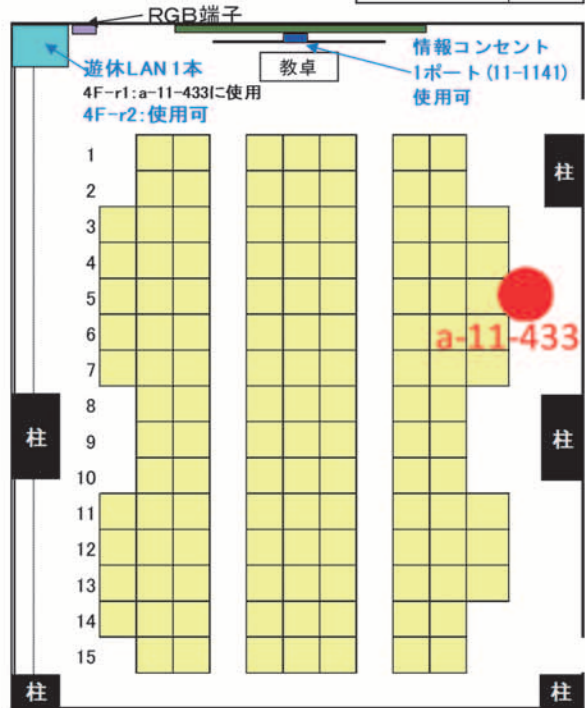 RGB端子
遊休LAN1本
4F-r1:a-11-433に使用
4F-r2:使用可
教卓
情報コンセント
1ポート(11-1141)
使用可
1
柱
2
3
4
5
6
a-11-433
7
8
柱
9
柱
10
11
12
13
14
15
柱
柱